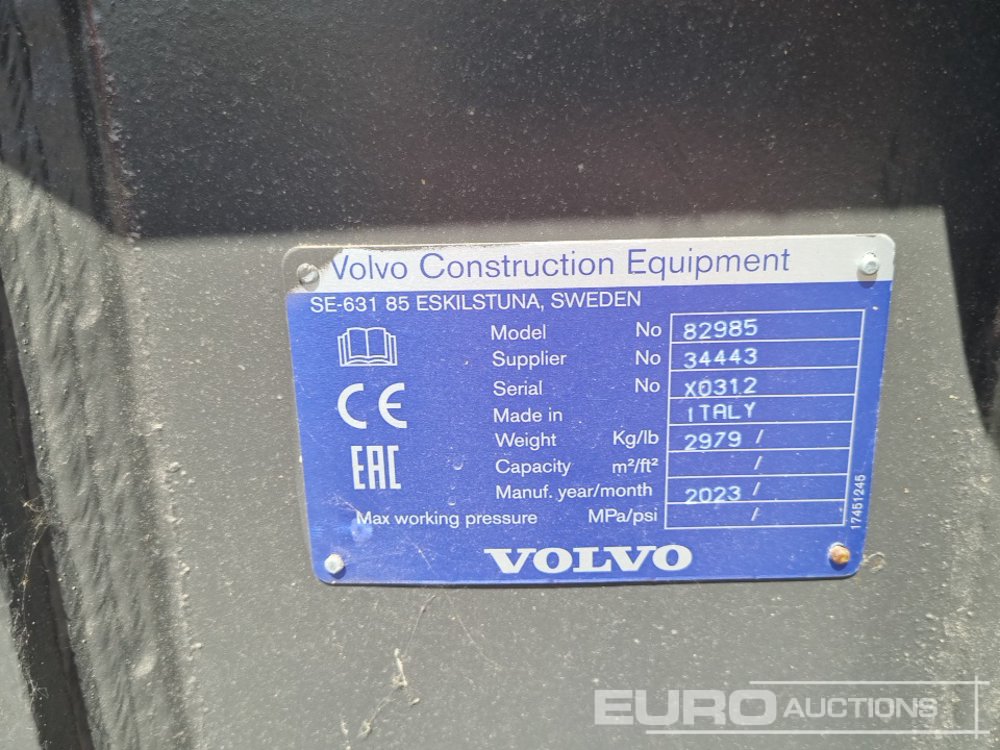 Volvo Construction Equipment
SE-631 85 ESKILSTUNA, SWEDEN
Model No 82985
Supplier No 34443
Serial No X0312
Made in ITALY
Weight Kg/lb 2979 /
Capacity m²/ft² /
Manuf. year/month 2023 /
Max working pressure MPa/psi /
17451245
CE
EAC
VOLVO
EURO AUCTIONS